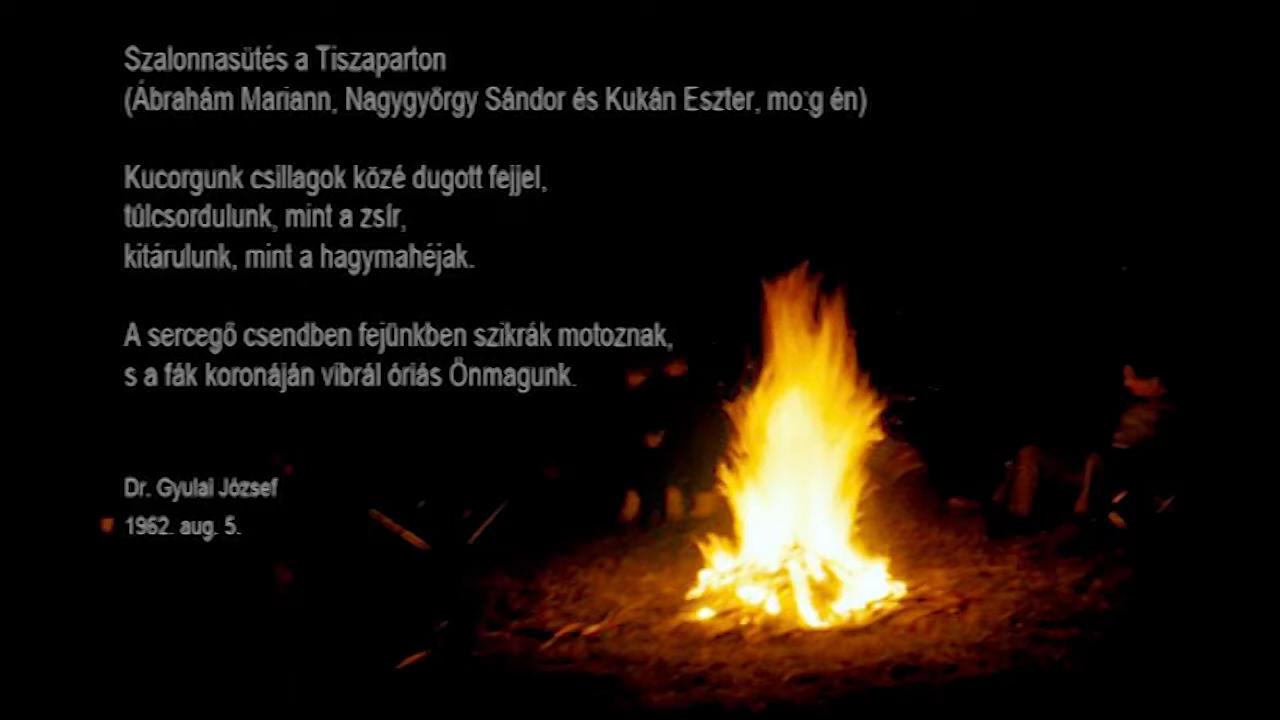 Szalonnasütés a Tiszaparton
(Ábrahám Mariann, Nagygyörgy Sándor és Kukán Eszter, mo:g én)
Kucorgunk csillagok közé dugott fejjel,
túlcsordulunk, mint a zsír,
kitárulunk, mint a hagymahéjak.
A sercegő csendben fejünkben szikrák motoznak,
s a fák koronáján vibrál óriás Önmagunk.
Dr. Gyulai József
1962. aug. 5.